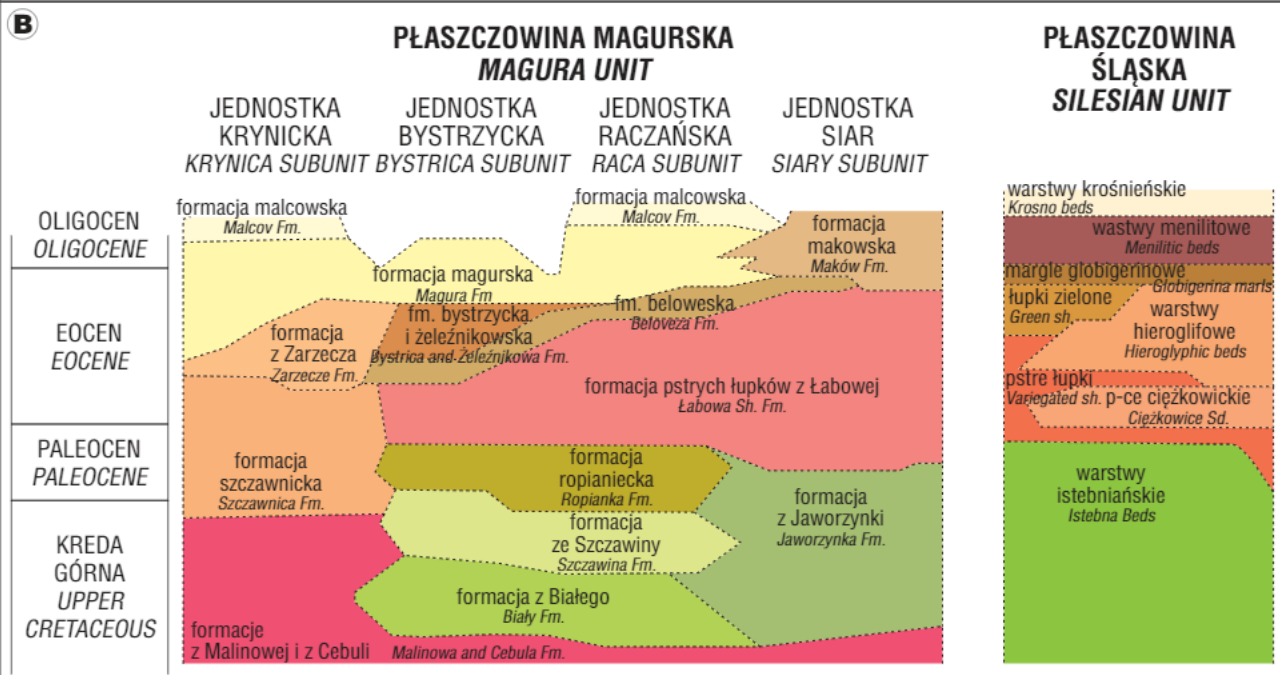 B
PŁASZCZOWINA MAGURSKA
MAGURA UNIT
PŁASZCZOWINA
ŚLĄSKA
SILESIAN UNIT
JEDNOSTKA
KRYNICKA
KRYNICA SUBUNIT
JEDNOSTKA
BYSTRZYCKA
BYSTRICA SUBUNIT
JEDNOSTKA
RACZAŃSKA
RACA SUBUNIT
JEDNOSTKA
SIAR
SIARY SUBUNIT
OLIGOCEN
OLIGOCENE
EOCEN
EOCENE
PALEOCEN
PALEOCENE
KREDA
GÓRNA
UPPER
CRETACEOUS
formacja malcowska
Malcov Fm.
formacja malcowska
Malcov Fm.
formacja
makowska
Maków Fm.
formacja magurska
Magura Fm
fm. bystrzycka
i żeleźnikowska
Bystrica and Żeleźnikowa Fm.
fm. beloweska
Beloveza Fm.
formacja
z Zarzecza
Zarzecze Fm.
formacja pstrych łupków z Łabowej
Łabowa Sh. Fm.
formacja
szczawnicka
Szczawnica Fm.
formacja
ropianiecka
Ropianka Fm.
formacja
z Jaworzynki
Jaworzynka Fm.
formacja
ze Szczawiny
Szczawina Fm.
formacja z Białego
Biały Fm.
formacje
z Malinowej i z Cebuli
Malinowa and Cebula Fm.
warstwy krośnieńskie
Krosno beds
wastwy menilitowe
Menilitic beds
margle globigerinowe
Globigerina marls
łupki zielone
Green sh.
warstwy
hieroglifowe
Hieroglyphic beds
pstre łupki
Variegated sh.
p-ce ciężkowickie
Ciężkowice Sd.
warstwy
istebniańskie
Istebna Beds